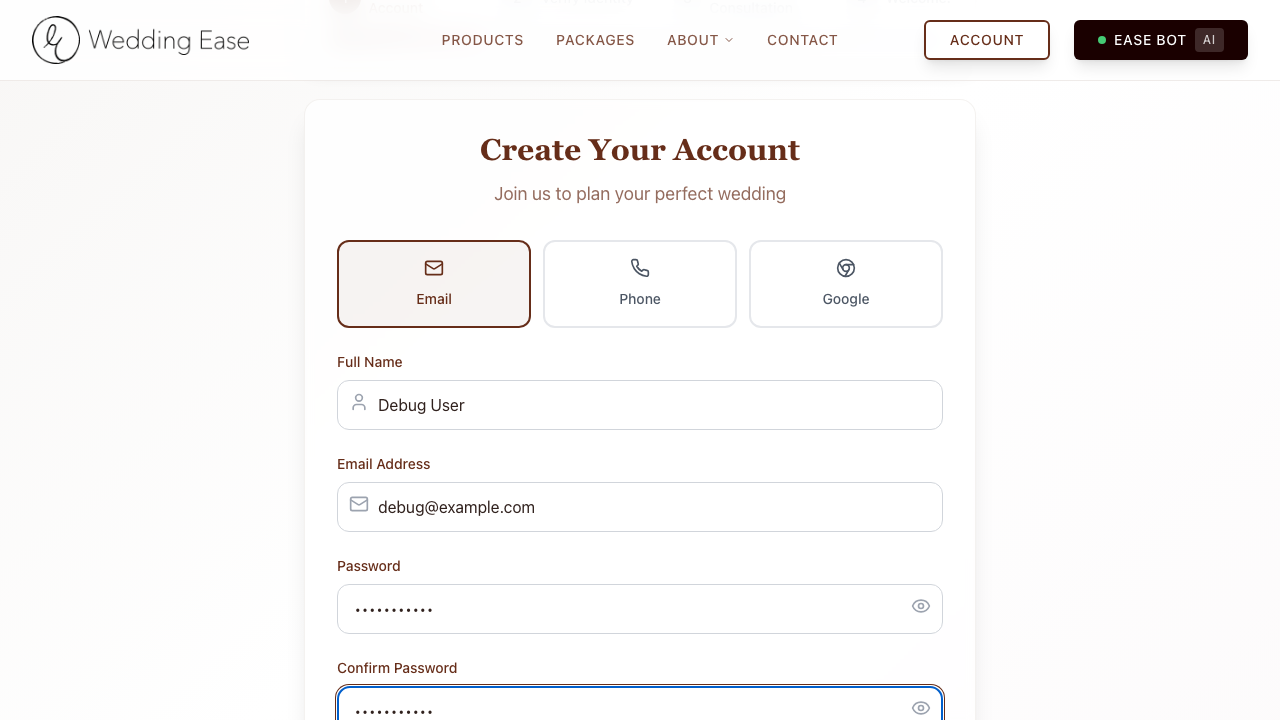 Wedding Ease
PRODUCTS
PACKAGES
ABOUT
CONTACT
ACCOUNT
EASE BOT AI
Create Your Account
Join us to plan your perfect wedding
Email
Phone
Google
Full Name
Debug User
Email Address
debug@example.com
Password
•••••••••••
Confirm Password
•••••••••••